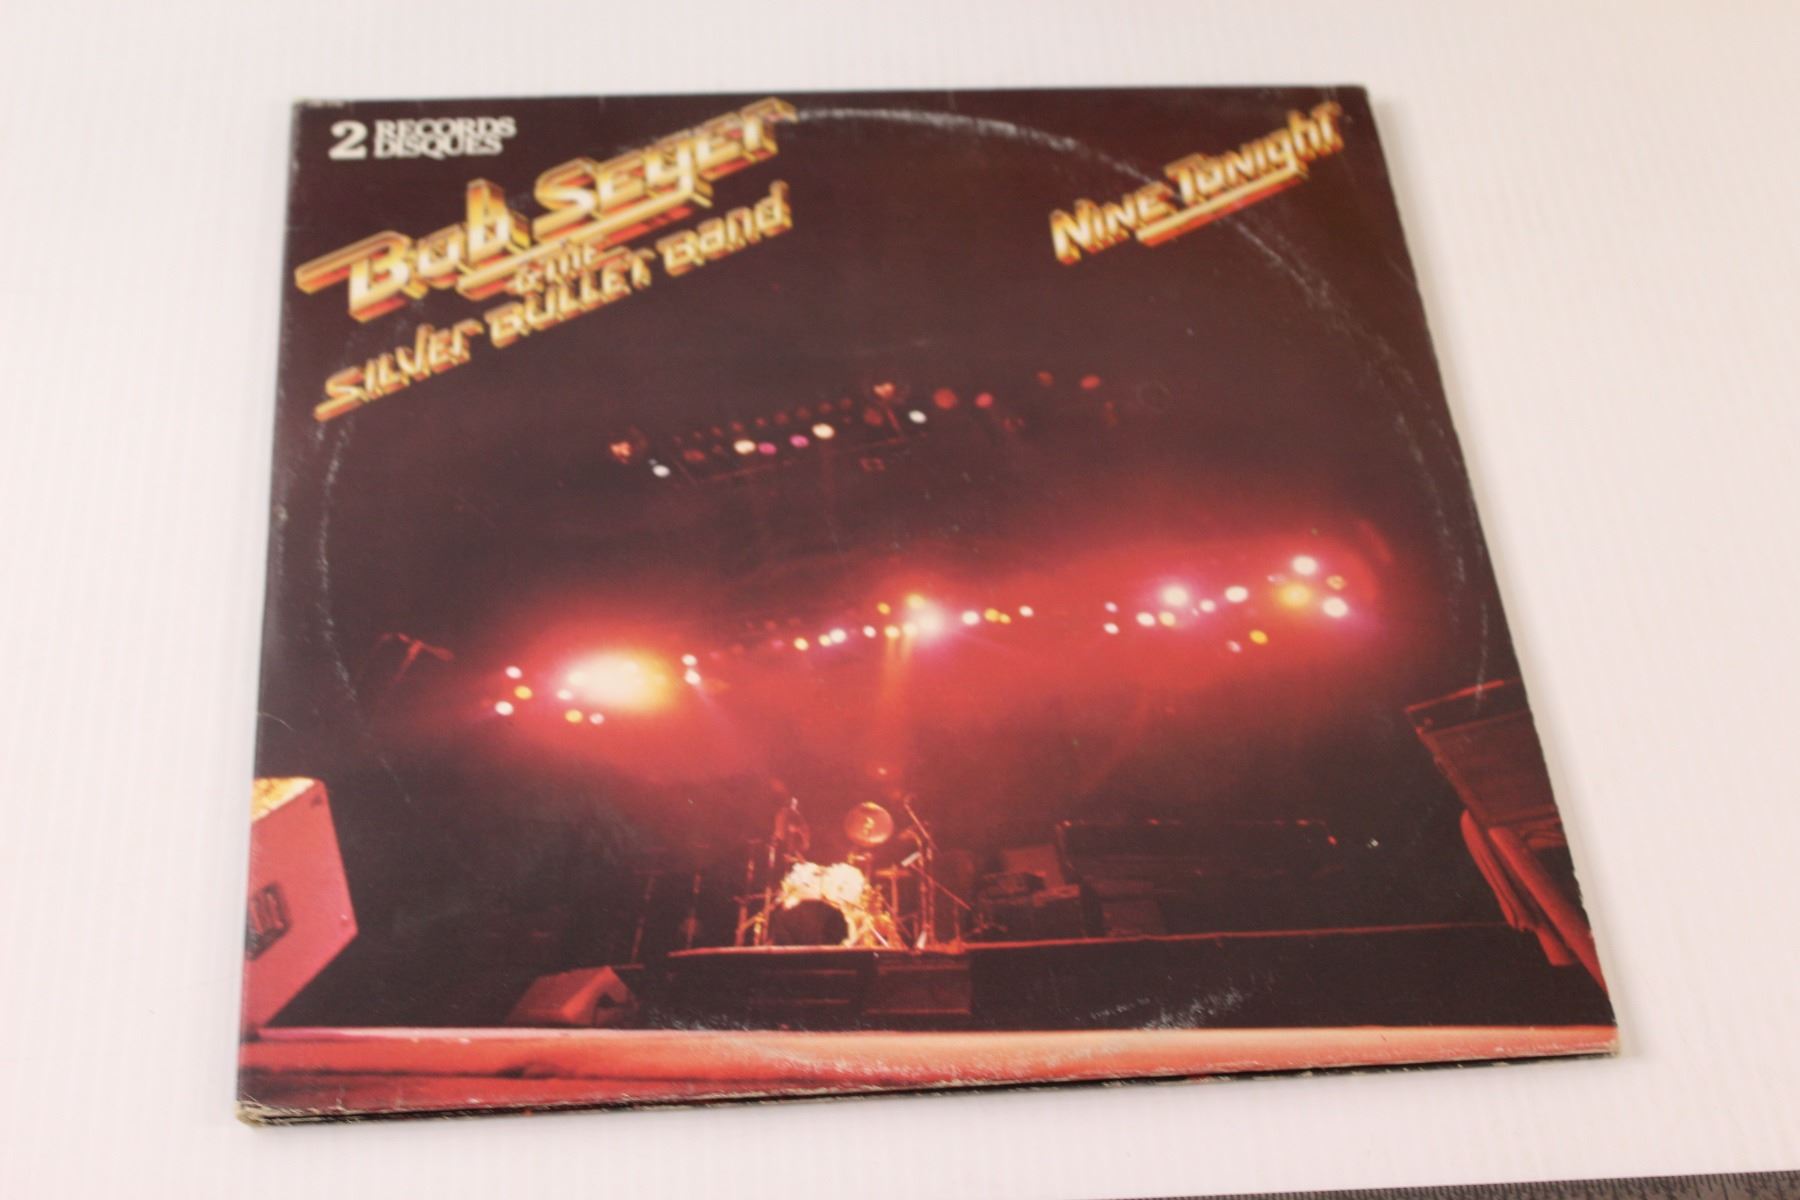 2 RECORDS
DISQUES
Bob Seger
& THE
SILVER BULLET BAND
NINE TONIGHT